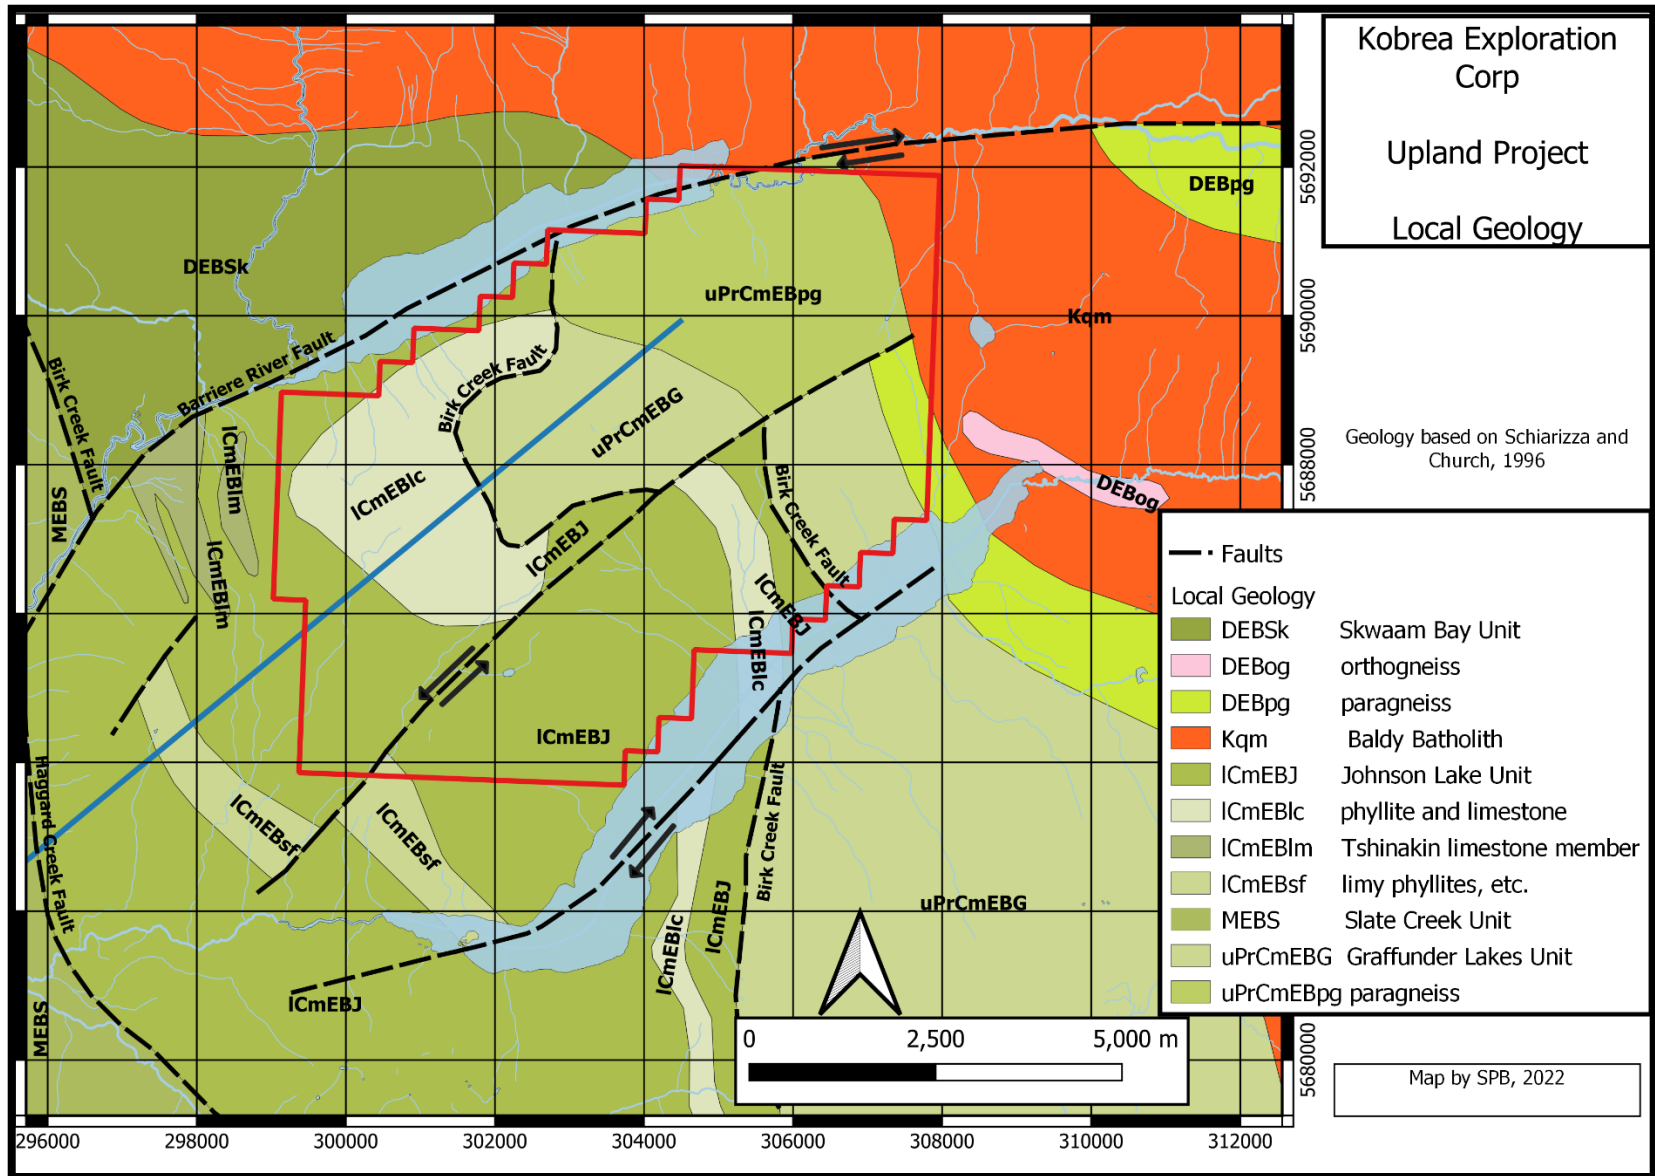 Kobrea Exploration
Corp
Upland Project
Local Geology
Geology based on Schiarizza and
Church, 1996
Faults
Local Geology
DEBSk Skwaam Bay Unit
DEBog orthogneiss
DEBpg paragneiss
Kqm Baldy Batholith
lCmEBJ Johnson Lake Unit
lCmEBlc phyllite and limestone
lCmEBlm Tshinakin limestone member
lCmEBsf limy phyllites, etc.
MEBS Slate Creek Unit
uPrCmEBG Graffunder Lakes Unit
uPrCmEBpg paragneiss
Map by SPB, 2022
0 2,500 5,000 m
DEBpg
DEBSk
uPrCmEBpg
Kqm
Barriere River Fault
Birk Creek Fault
Birk Creek Fault
uPrCmEBG
lCmEBlm
lCmEBlc
Birk Creek Fault
DEBog
MEBS
lCmEBJ
lCmEBlm
lCmEBJ
lCmEBlc
lCmEBJ
Haggard Creek Fault
lCmEBsf
lCmEBsf
Birk Creek Fault
uPrCmEBG
lCmEBJ
lCmEBlc
lCmEBJ
MEBS
5692000
5690000
5688000
5680000
296000 298000 300000 302000 304000 306000 308000 310000 312000